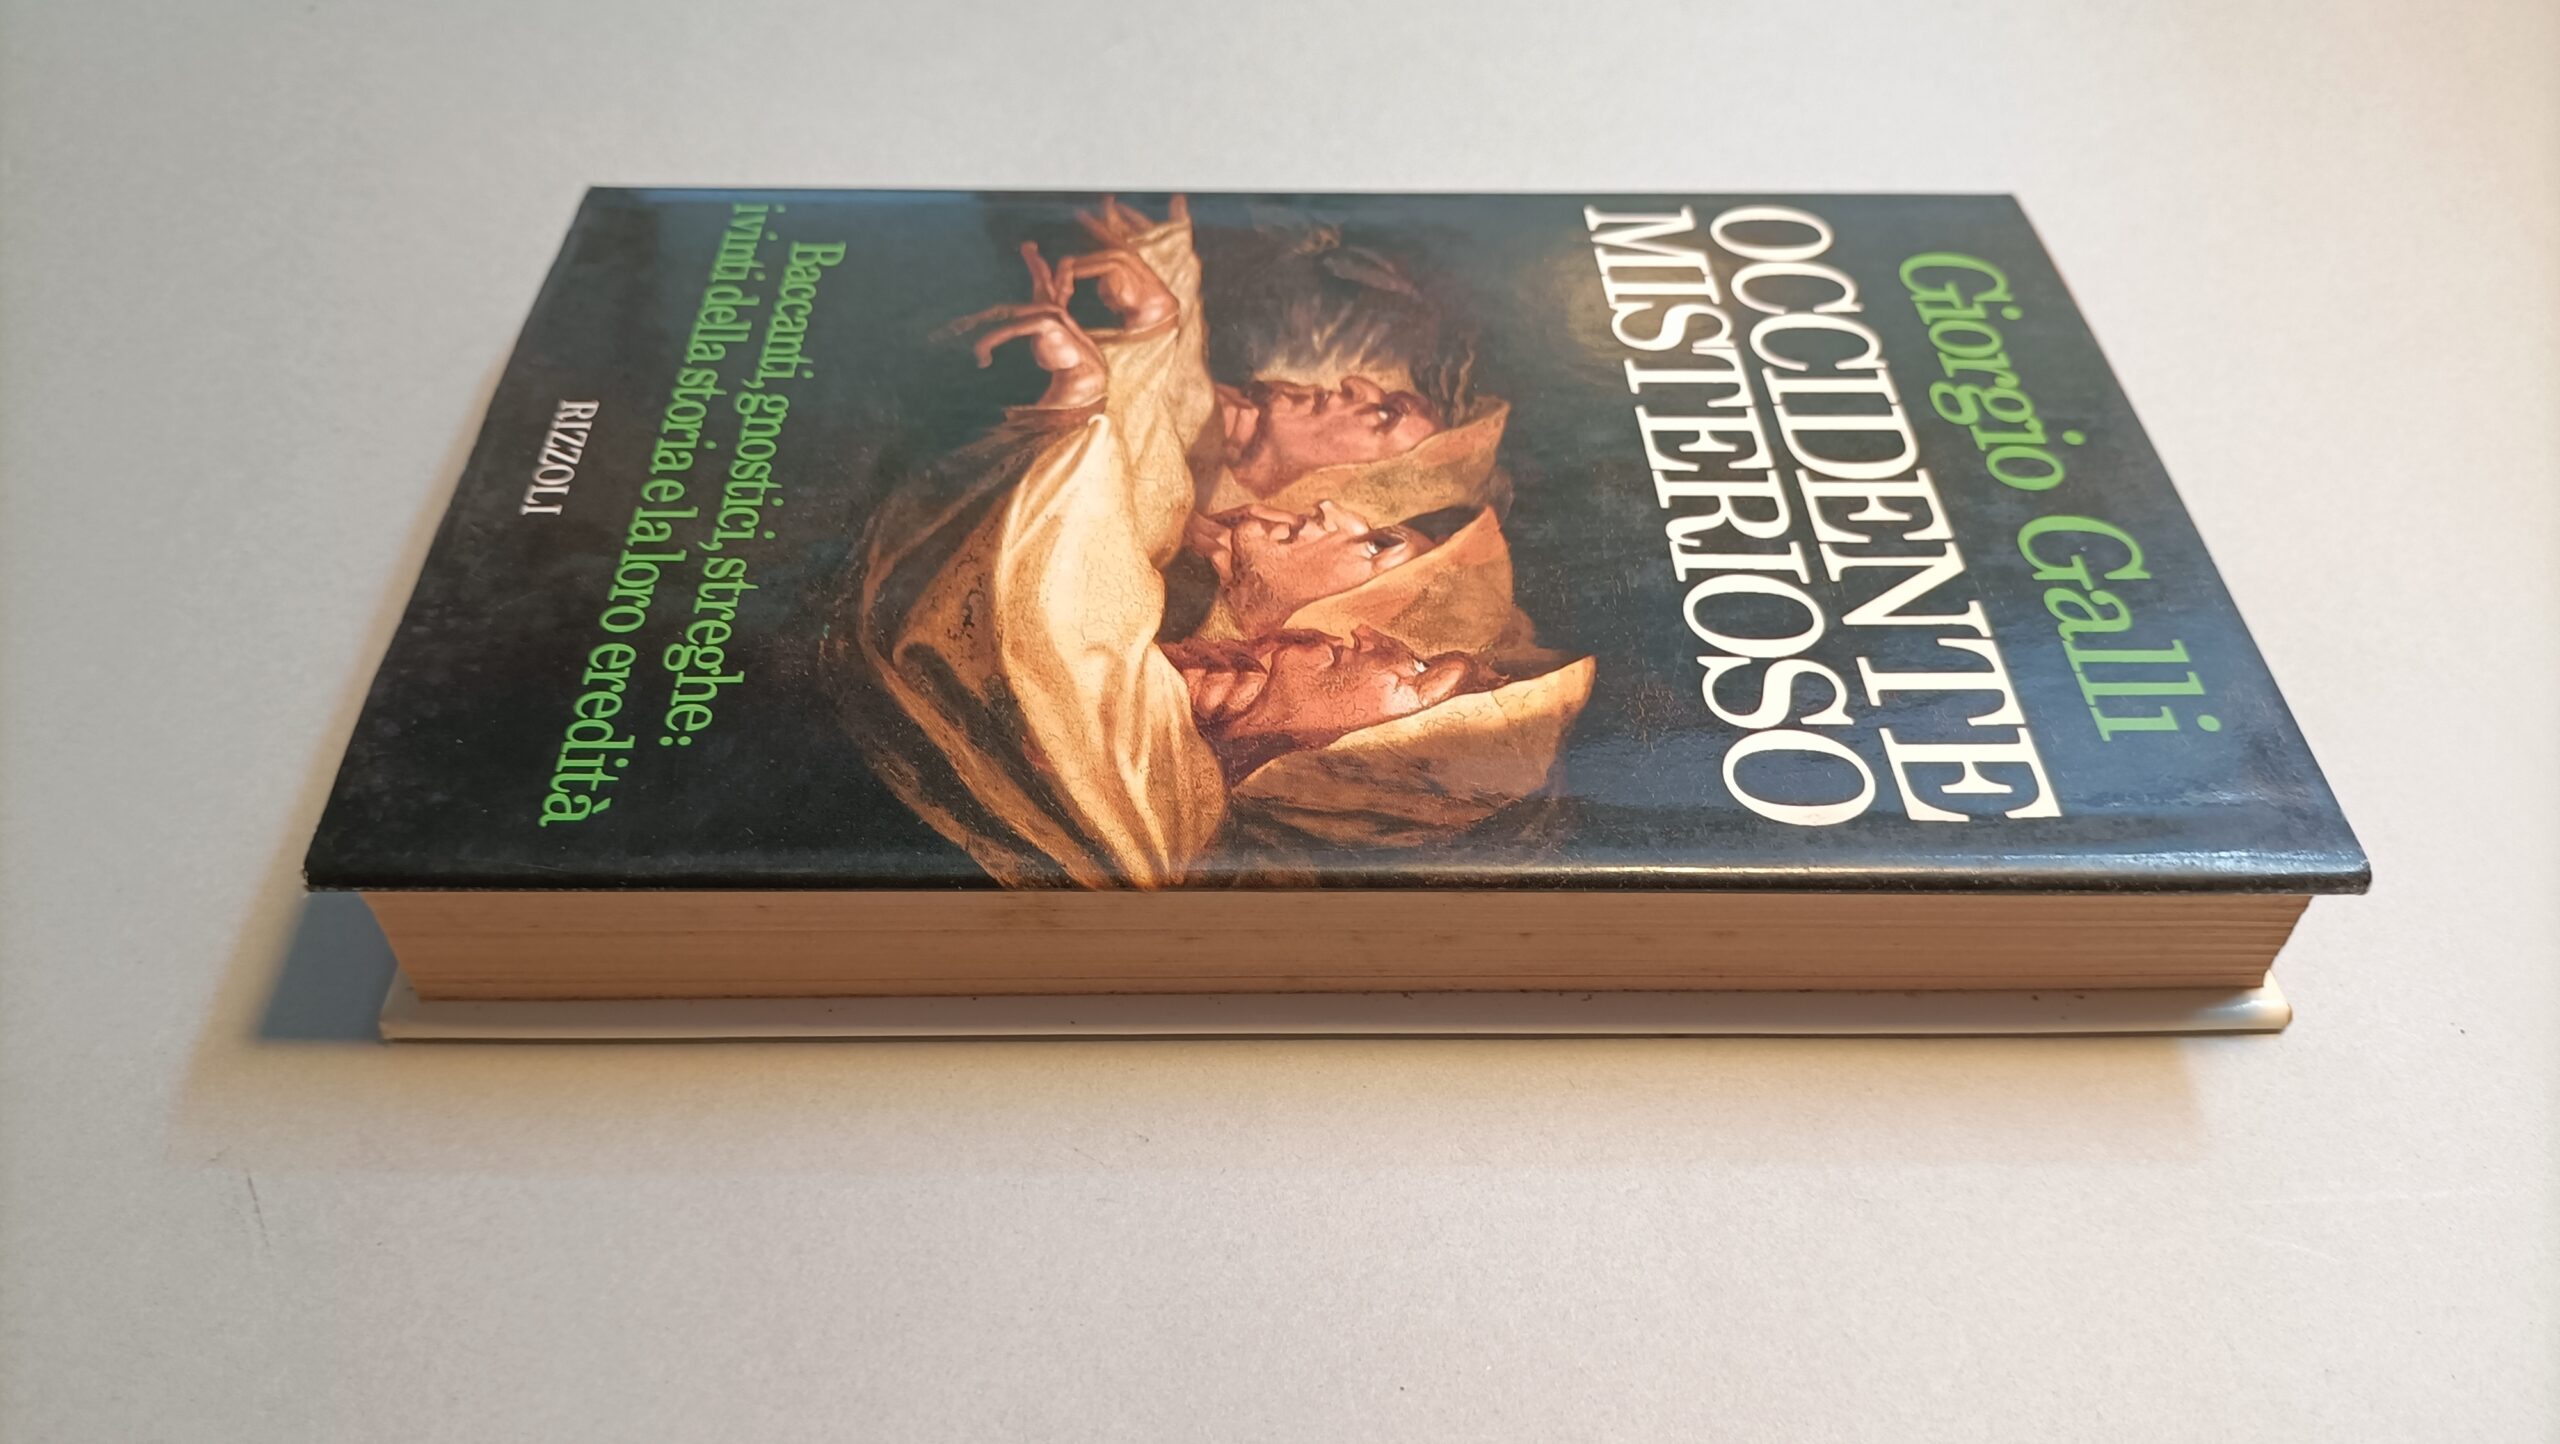 Giorgio Galli
OCCIDENTE
MISTERIOSO
Baccanti, gnostici, streghe:
i vinti della storia e la loro eredità
RIZZOLI